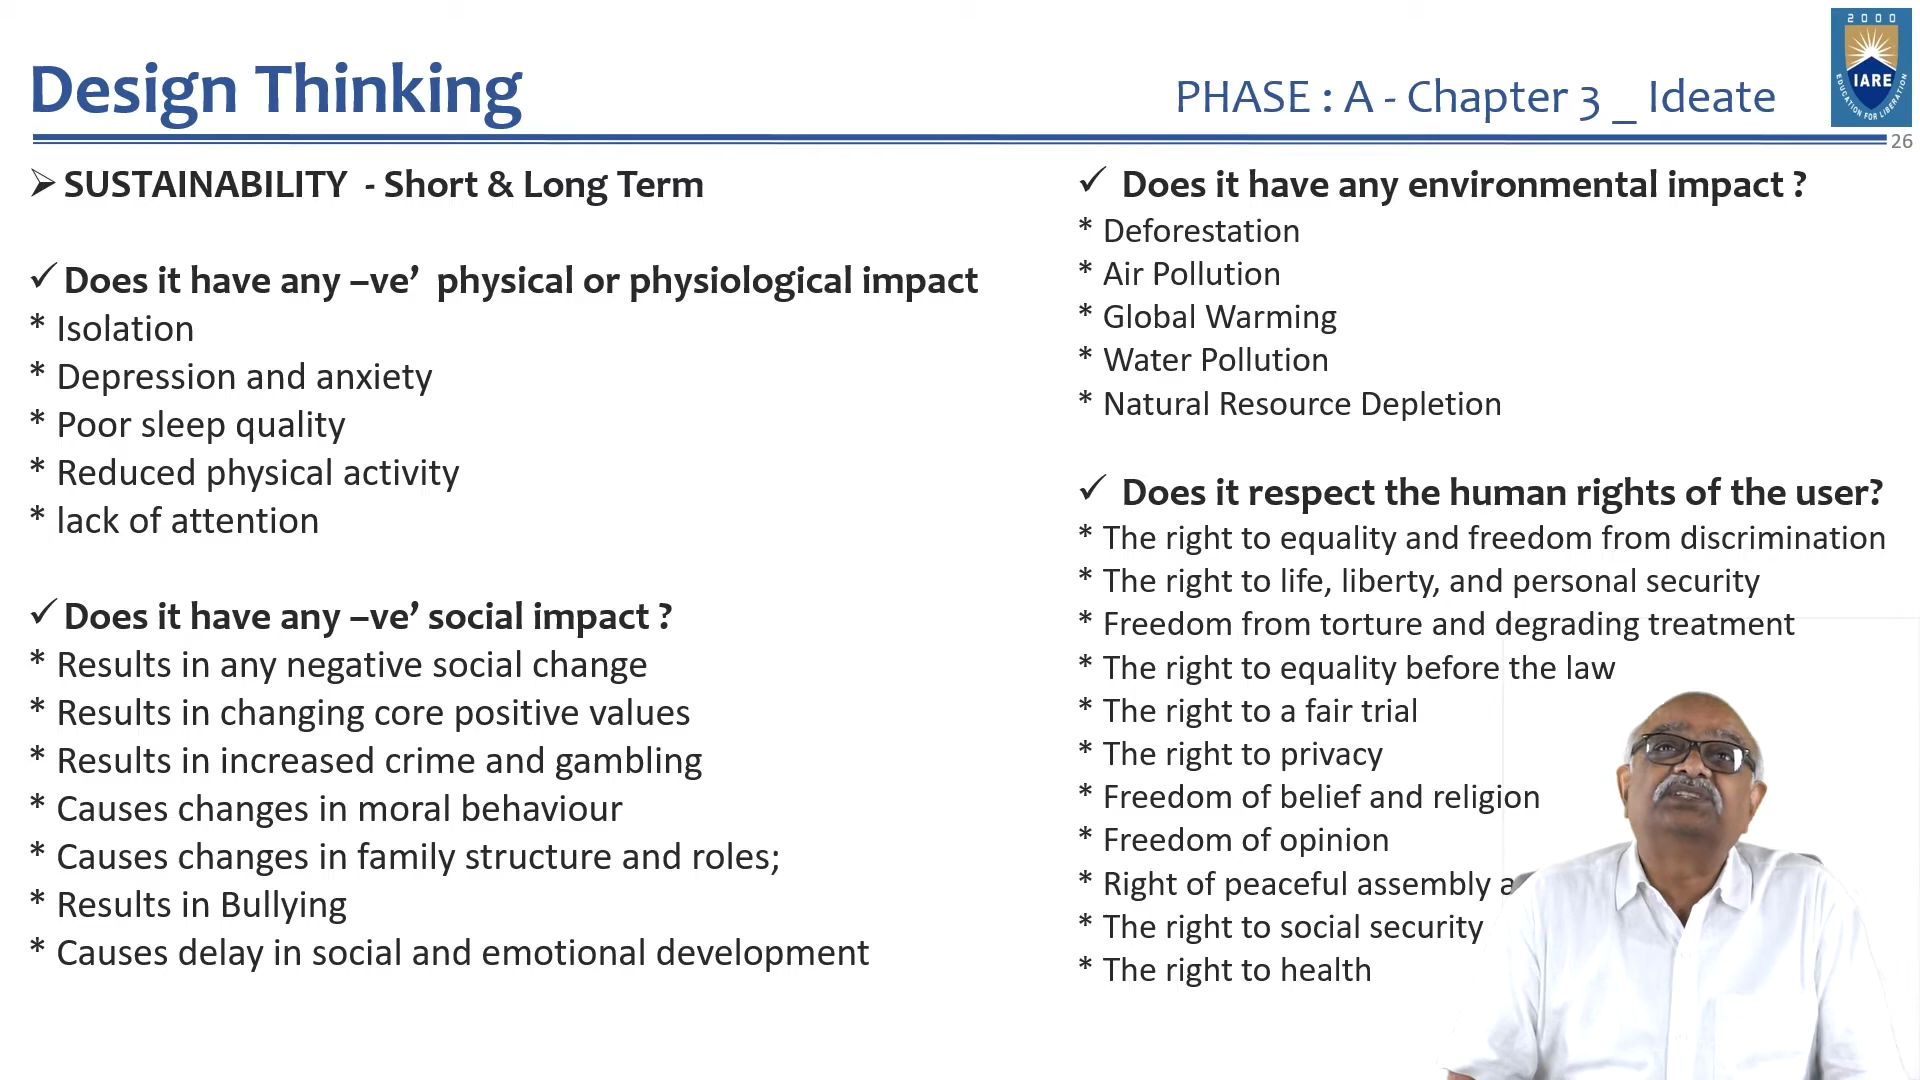 2000
IARE
EDUCATION FOR LIBERATION
Design Thinking
PHASE : A - Chapter 3 _ Ideate
26
➢ SUSTAINABILITY - Short & Long Term
✓ Does it have any –ve’ physical or physiological impact
* Isolation
* Depression and anxiety
* Poor sleep quality
* Reduced physical activity
* lack of attention
✓ Does it have any –ve’ social impact ?
* Results in any negative social change
* Results in changing core positive values
* Results in increased crime and gambling
* Causes changes in moral behaviour
* Causes changes in family structure and roles;
* Results in Bullying
* Causes delay in social and emotional development
✓ Does it have any environmental impact ?
* Deforestation
* Air Pollution
* Global Warming
* Water Pollution
* Natural Resource Depletion
✓ Does it respect the human rights of the user?
* The right to equality and freedom from discrimination
* The right to life, liberty, and personal security
* Freedom from torture and degrading treatment
* The right to equality before the law
* The right to a fair trial
* The right to privacy
* Freedom of belief and religion
* Freedom of opinion
* Right of peaceful assembly
* The right to social security
* The right to health